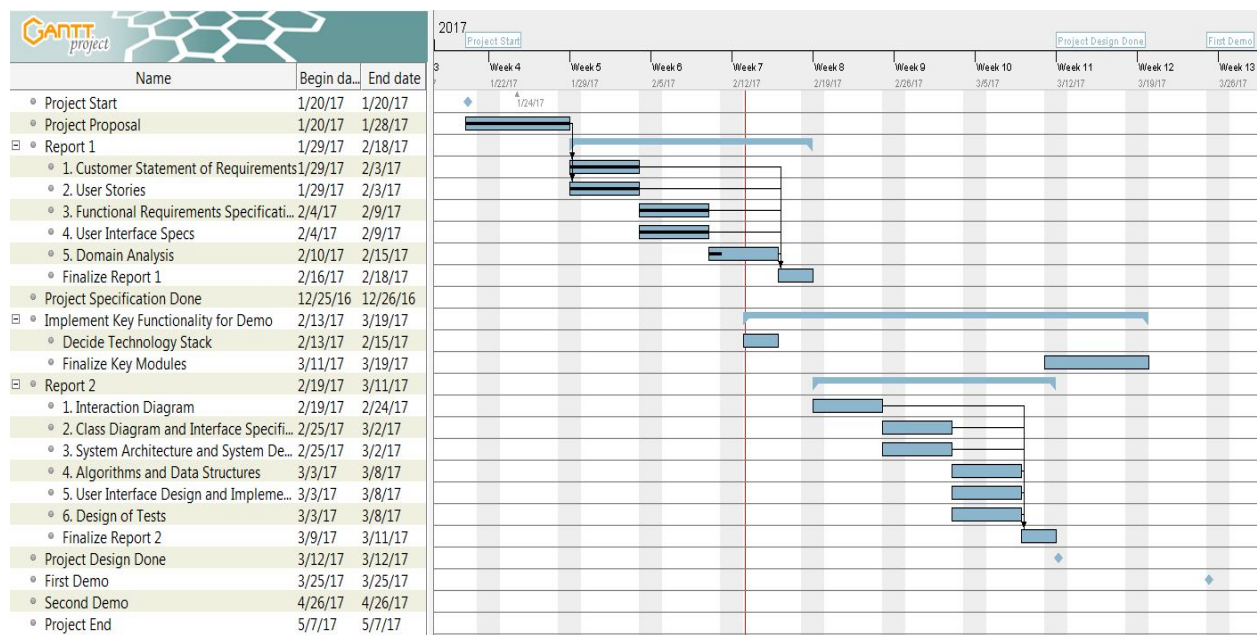 GANTT
project
2017
Project Start
Project Design Done
First Demo
3 Week 4 Week 5 Week 6 Week 7 Week 8 Week 9 Week 10 Week 11 Week 12 Week 13
7 1/22/17 1/29/17 2/5/17 2/12/17 2/19/17 2/26/17 3/5/17 3/12/17 3/19/17 3/26/17
Name Begin da... End date
Project Start 1/20/17 1/20/17
1/24/17
Project Proposal 1/20/17 1/28/17
Report 1 1/29/17 2/18/17
1. Customer Statement of Requirements 1/29/17 2/3/17
2. User Stories 1/29/17 2/3/17
3. Functional Requirements Specificati... 2/4/17 2/9/17
4. User Interface Specs 2/4/17 2/9/17
5. Domain Analysis 2/10/17 2/15/17
Finalize Report 1 2/16/17 2/18/17
Project Specification Done 12/25/16 12/26/16
Implement Key Functionality for Demo 2/13/17 3/19/17
Decide Technology Stack 2/13/17 2/15/17
Finalize Key Modules 3/11/17 3/19/17
Report 2 2/19/17 3/11/17
1. Interaction Diagram 2/19/17 2/24/17
2. Class Diagram and Interface Specifi... 2/25/17 3/2/17
3. System Architecture and System De... 2/25/17 3/2/17
4. Algorithms and Data Structures 3/3/17 3/8/17
5. User Interface Design and Impleme... 3/3/17 3/8/17
6. Design of Tests 3/3/17 3/8/17
Finalize Report 2 3/9/17 3/11/17
Project Design Done 3/12/17 3/12/17
First Demo 3/25/17 3/25/17
Second Demo 4/26/17 4/26/17
Project End 5/7/17 5/7/17